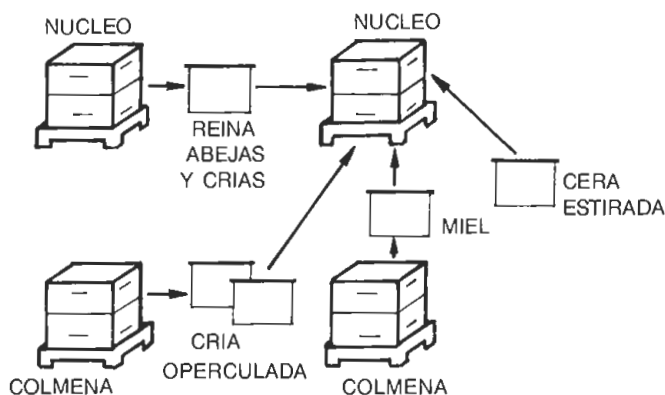 NUCLEO
NUCLEO
REINA
ABEJAS
Y CRIAS
CERA
ESTIRADA
MIEL
CRIA
OPERCULADA
COLMENA
COLMENA